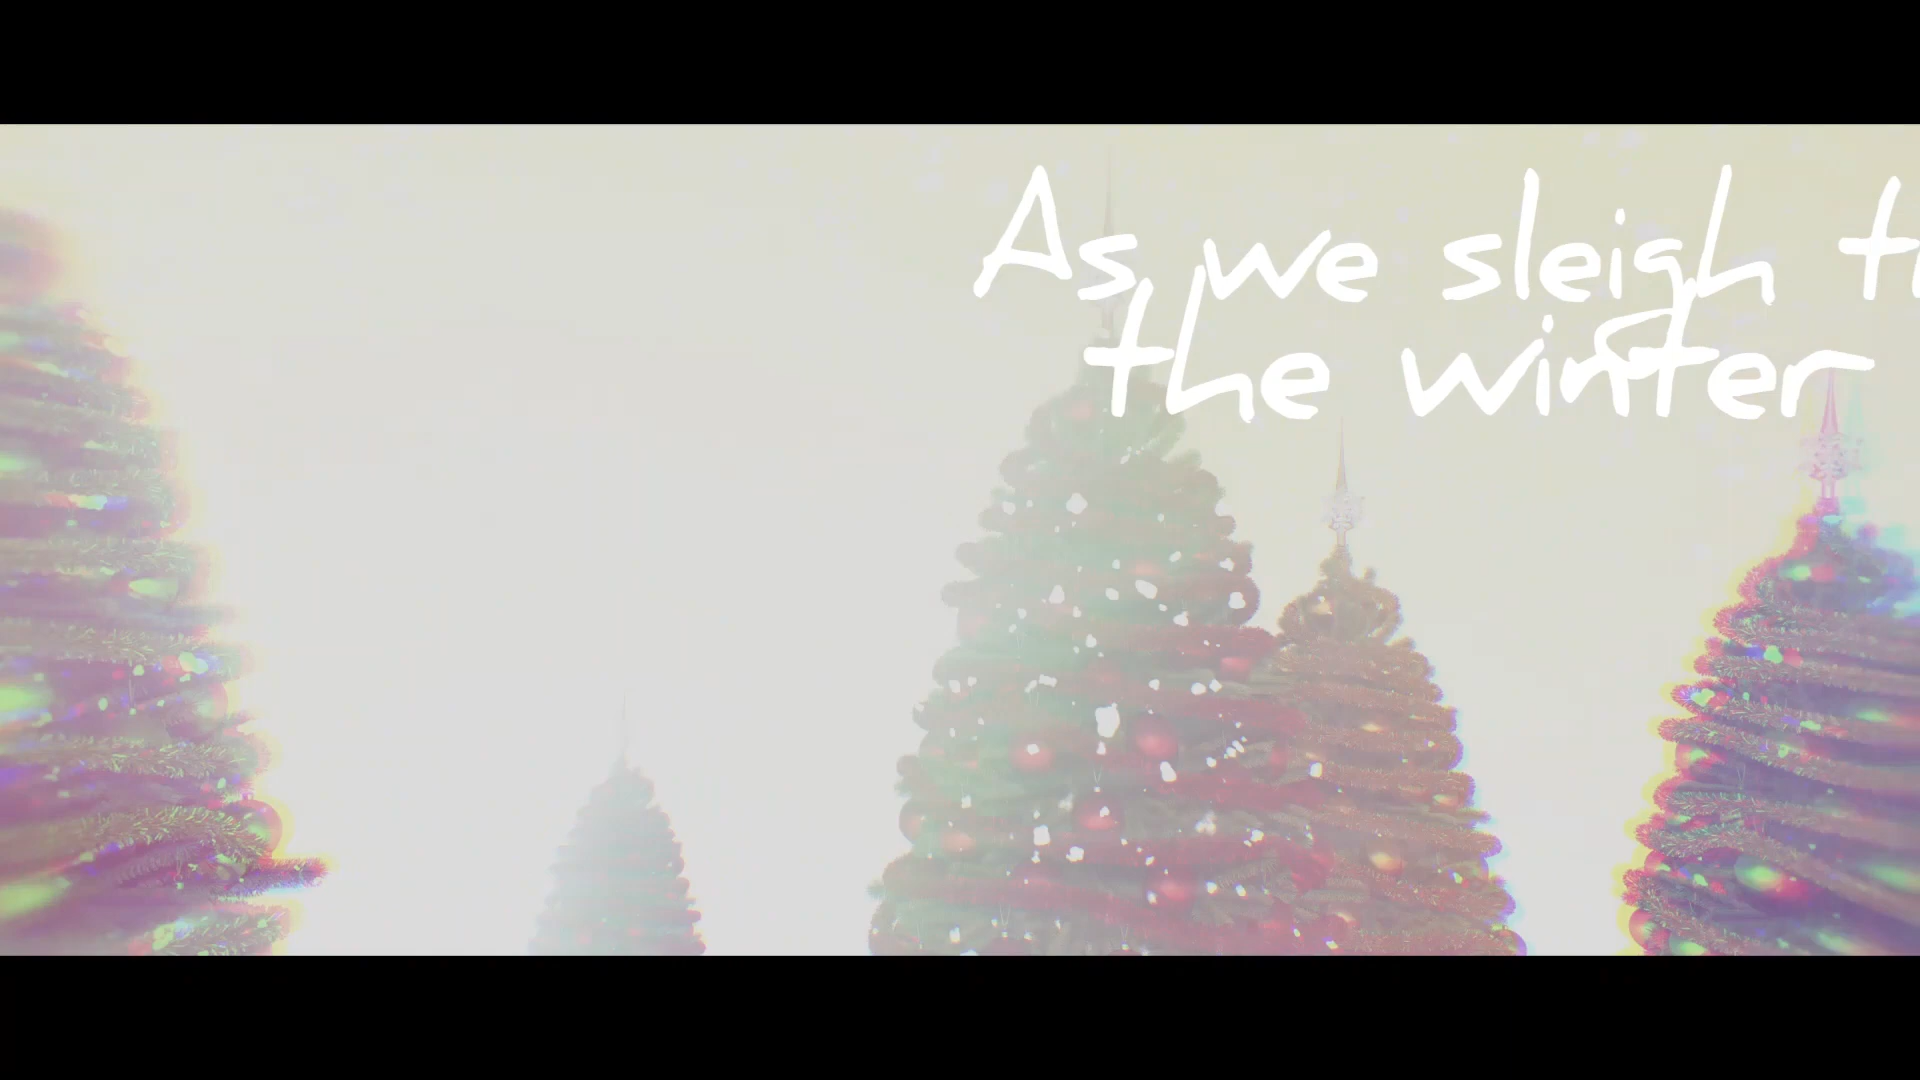 As we sleigh
the winter